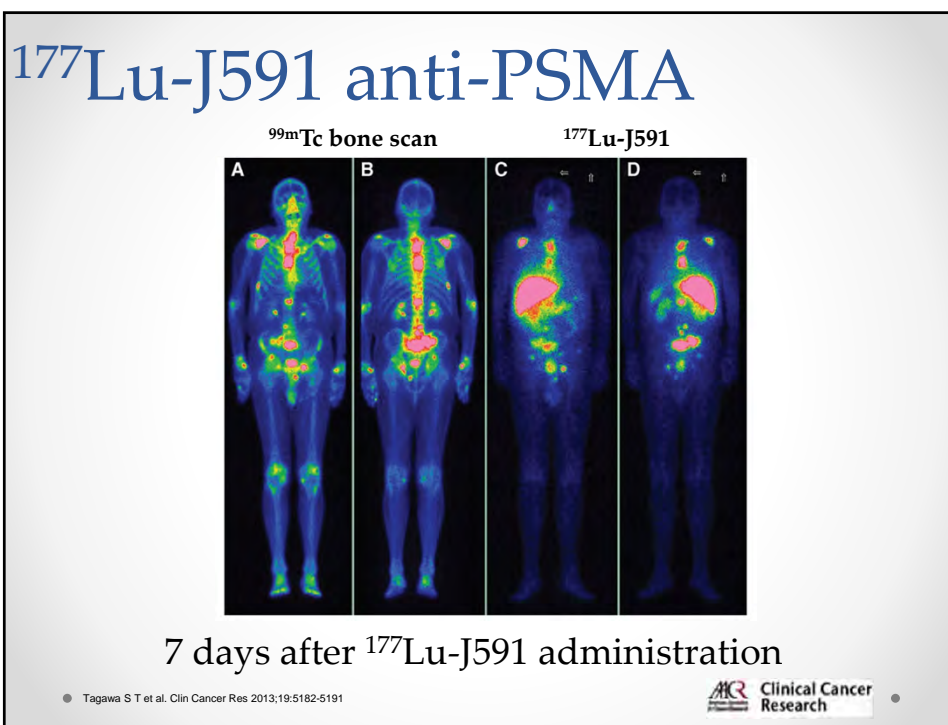 ¹⁷⁷Lu-J591 anti-PSMA
⁹⁹ᵐTc bone scan ¹⁷⁷Lu-J591
A B C D
7 days after ¹⁷⁷Lu-J591 administration
Tagawa S T et al. Clin Cancer Res 2013;19:5182-5191
AACR Clinical Cancer
Research